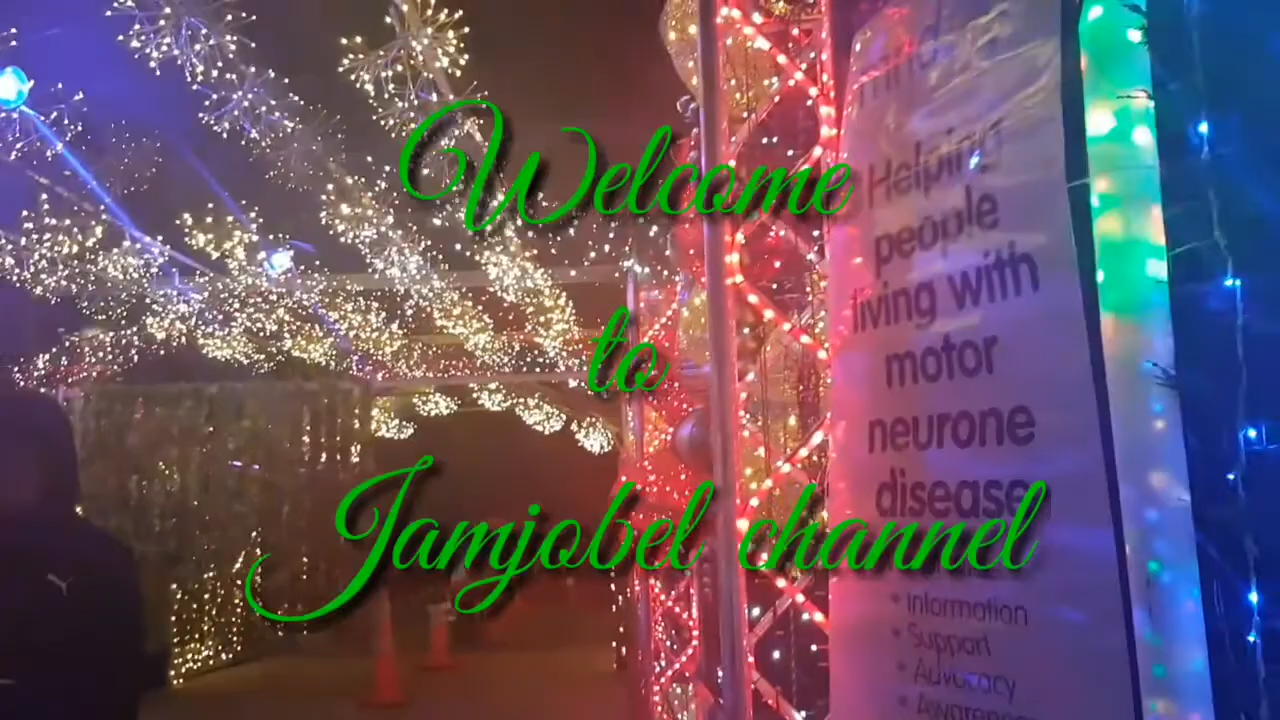 Welcome
to
Jamjobel channel
Helping
people
living with
motor
neurone
disease
• Information
• Support
• Advocacy